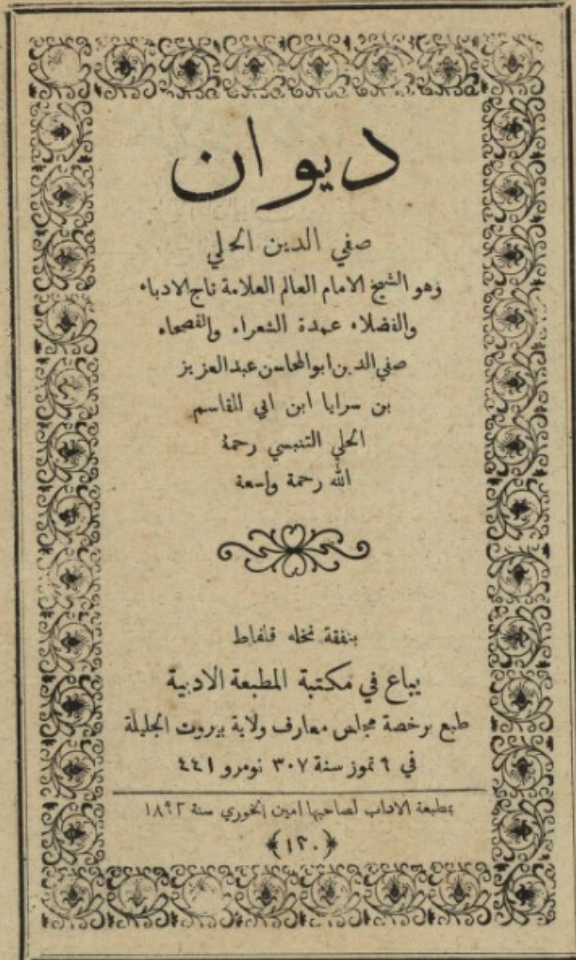 ديوان
صفي الدين الحلي
وهو الشيخ الامام العالم العلامة تاج الادباء
والفضلاء عمدة الشعراء والفصحاء
صفي الدين ابو المحاسن عبد العزيز
بن سرايا ابن ابي القاسم
الحلي التنبسي رحمة
الله رحمة واسعة
بنفقة نخله قلفاط
يباع في مكتبة المطبعة الادبية
طبع برخصة مجلس معارف ولاية بيروت الجليلة
في ٩ تموز سنة ٣٠٧ نومرو ٤٤١
بمطبعة الاداب لصاحبها امين الخوري سنة ١٨٩٢
(١٢٠)